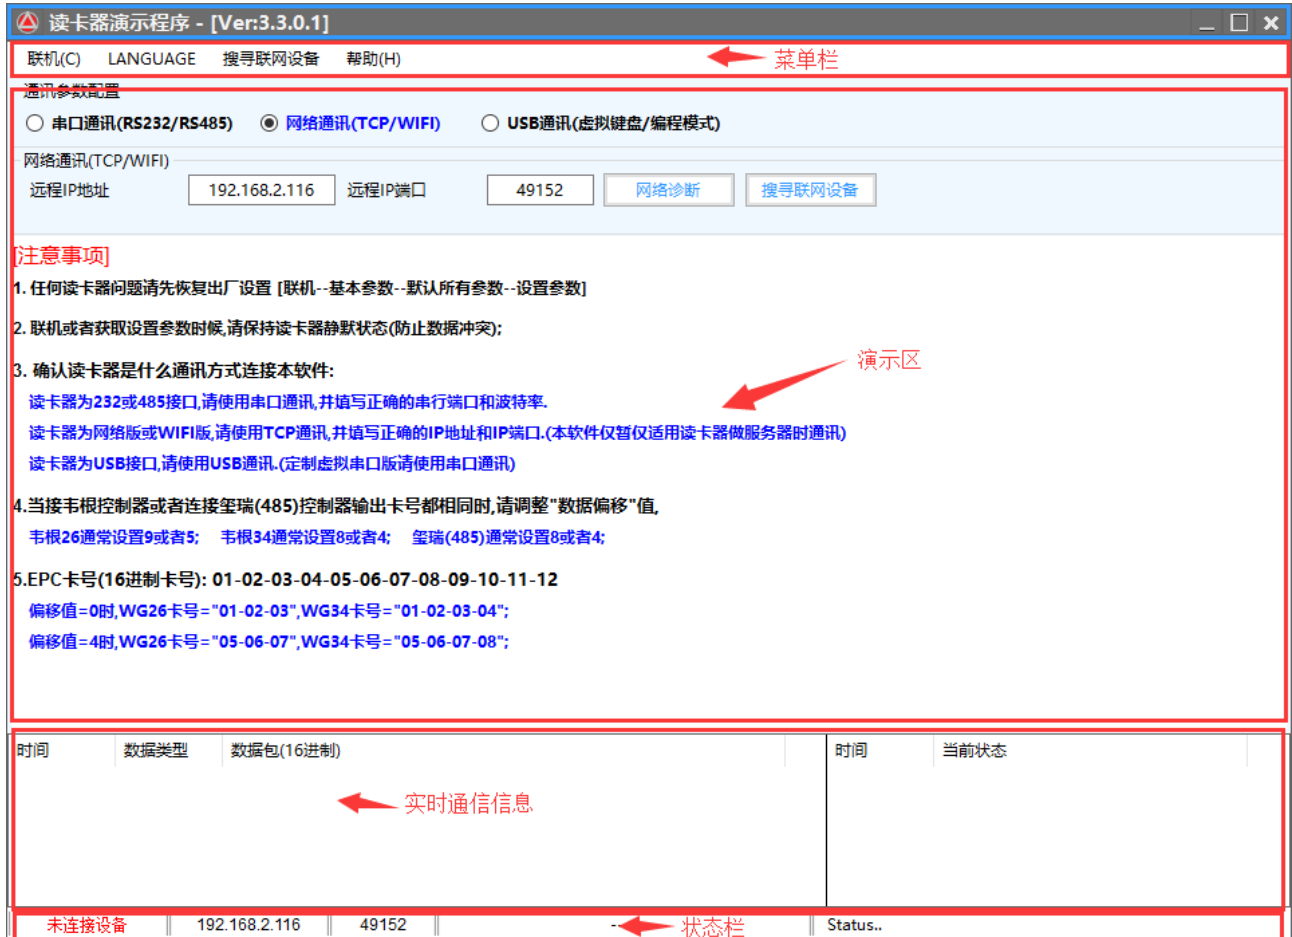 读卡器演示程序 - [Ver:3.3.0.1]
联机(C) LANGUAGE 搜寻联网设备 帮助(H) 菜单栏
通讯参数配置
串口通讯(RS232/RS485) 网络通讯(TCP/WIFI) USB通讯(虚拟键盘/编程模式)
网络通讯(TCP/WIFI)
远程IP地址 192.168.2.116 远程IP端口 49152 网络诊断 搜寻联网设备
[注意事项]
1. 任何读卡器问题请先恢复出厂设置 [联机--基本参数--默认所有参数--设置参数]
2. 联机或者获取设置参数时候,请保持读卡器静默状态(防止数据冲突);
3. 确认读卡器是什么通讯方式连接本软件:
演示区
读卡器为232或485接口,请使用串口通讯,并填写正确的串行端口和波特率.
读卡器为网络版或WIFI版,请使用TCP通讯,并填写正确的IP地址和IP端口.(本软件仅暂仅适用读卡器做服务器时通讯)
读卡器为USB接口,请使用USB通讯.(定制虚拟串口版请使用串口通讯)
4.当接韦根控制器或者连接玺瑞(485)控制器输出卡号都相同时,请调整"数据偏移"值,
韦根26通常设置9或者5; 韦根34通常设置8或者4; 玺瑞(485)通常设置8或者4;
5.EPC卡号(16进制卡号): 01-02-03-04-05-06-07-08-09-10-11-12
偏移值=0时,WG26卡号="01-02-03",WG34卡号="01-02-03-04";
偏移值=4时,WG26卡号="05-06-07",WG34卡号="05-06-07-08";
时间 数据类型 数据包(16进制) 时间 当前状态
实时通信信息
未连接设备 192.168.2.116 49152 -- 状态栏 Status..